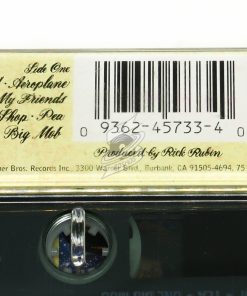 Side One
Aeroplane
My Friends
Shop · Pea
Big Mob
0 9362-45733-4 0
Produced by Rick Rubin
Bros. Records Inc. 3300 Warner Blvd., Burbank, CA 91505-4694, 75